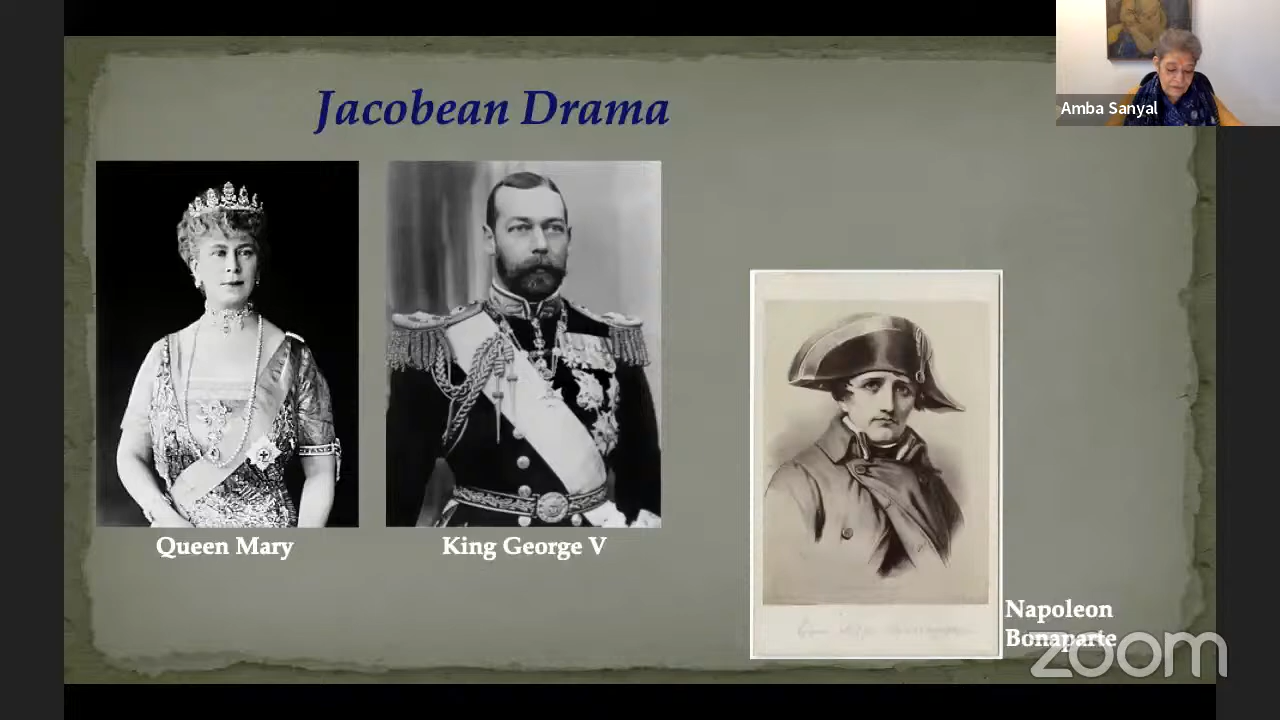 Jacobean Drama
Amba Sanyal
Queen Mary
King George V
Napoleon
Bonaparte
zoom